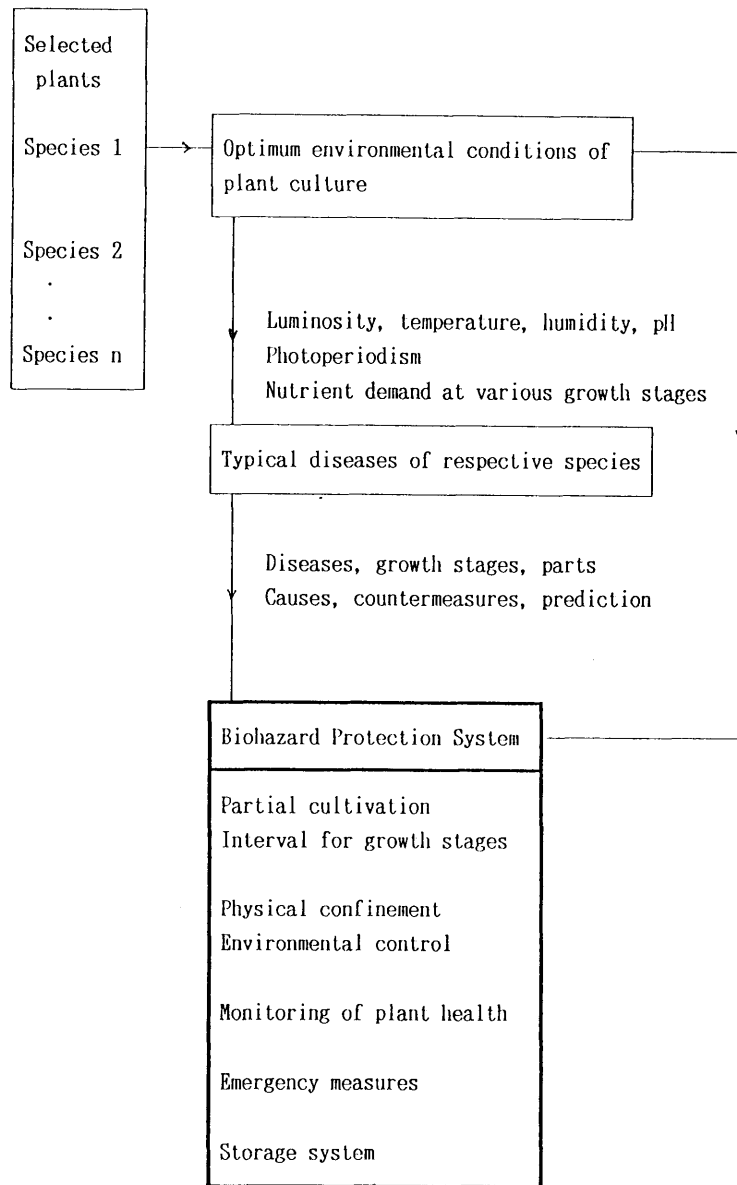 Selected
plants
Species 1
Species 2
.
.
Species n
Optimum environmental conditions of
plant culture
Luminosity, temperature, humidity, pH
Photoperiodism
Nutrient demand at various growth stages
Typical diseases of respective species
Diseases, growth stages, parts
Causes, countermeasures, prediction
Biohazard Protection System
Partial cultivation
Interval for growth stages
Physical confinement
Environmental control
Monitoring of plant health
Emergency measures
Storage system